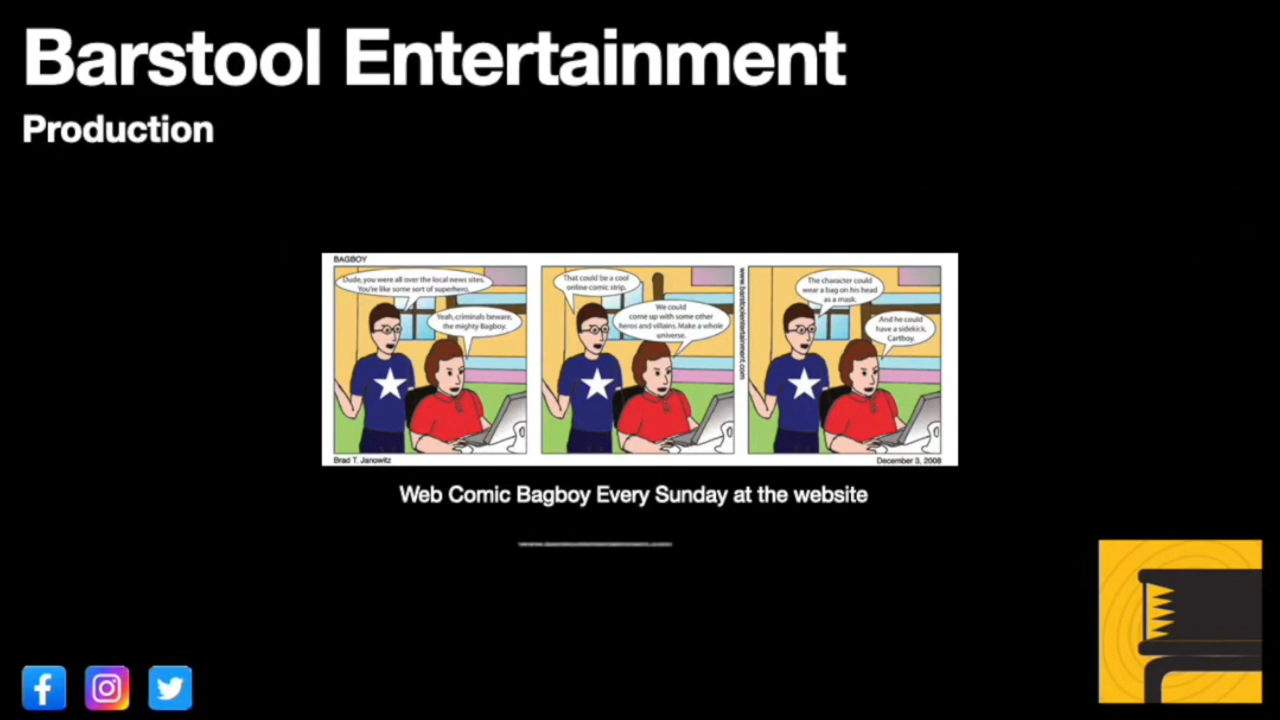 Barstool Entertainment
Production
BAGBOY
Dude, you were all over the local news sites.
You're like some sort of superhero.
Yeah, criminals beware,
the mighty Bagboy.
That could be a cool
online comic strip.
We could
come up with some other
heros and villains. Make a whole
universe.
www.barstoolentertainment.com
The character could
wear a bag on his head
as a mask.
And he could
have a sidekick,
Cartboy.
Brad T. Janowitz
December 3, 2008
Web Comic Bagboy Every Sunday at the website